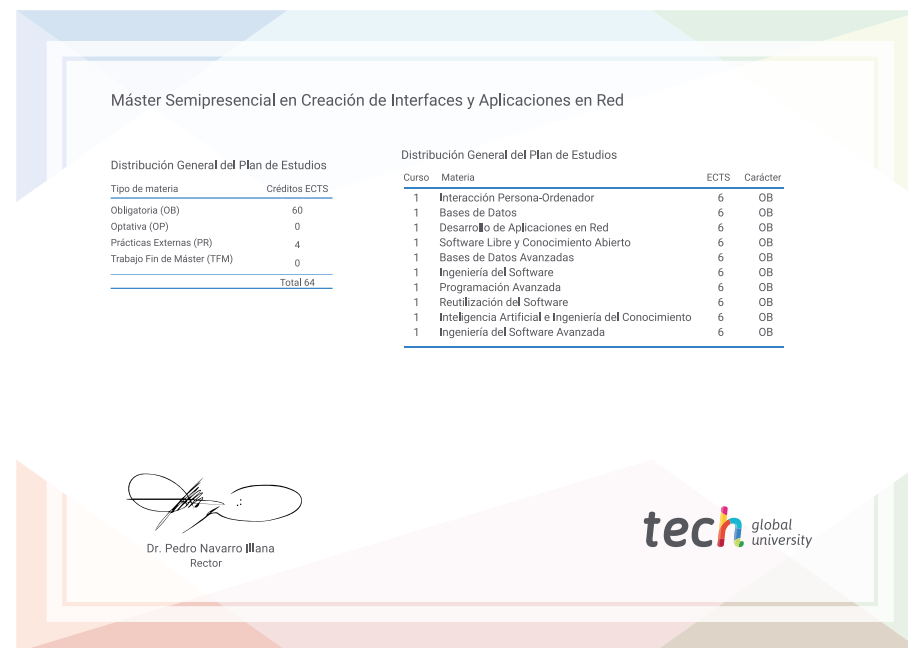 Máster Semipresencial en Creación de Interfaces y Aplicaciones en Red
Distribución General del Plan de Estudios
Tipo de materia Créditos ECTS
Obligatoria (OB) 60
Optativa (OP) 0
Prácticas Externas (PR) 4
Trabajo Fin de Máster (TFM) 0
Total 64
Distribución General del Plan de Estudios
Curso Materia ECTS Carácter
1 Interacción Persona-Ordenador 6 OB
1 Bases de Datos 6 OB
1 Desarrollo de Aplicaciones en Red 6 OB
1 Software Libre y Conocimiento Abierto 6 OB
1 Bases de Datos Avanzadas 6 OB
1 Ingeniería del Software 6 OB
1 Programación Avanzada 6 OB
1 Reutilización del Software 6 OB
1 Inteligencia Artificial e Ingeniería del Conocimiento 6 OB
1 Ingeniería del Software Avanzada 6 OB
Dr. Pedro Navarro Illana
Rector
tech global university